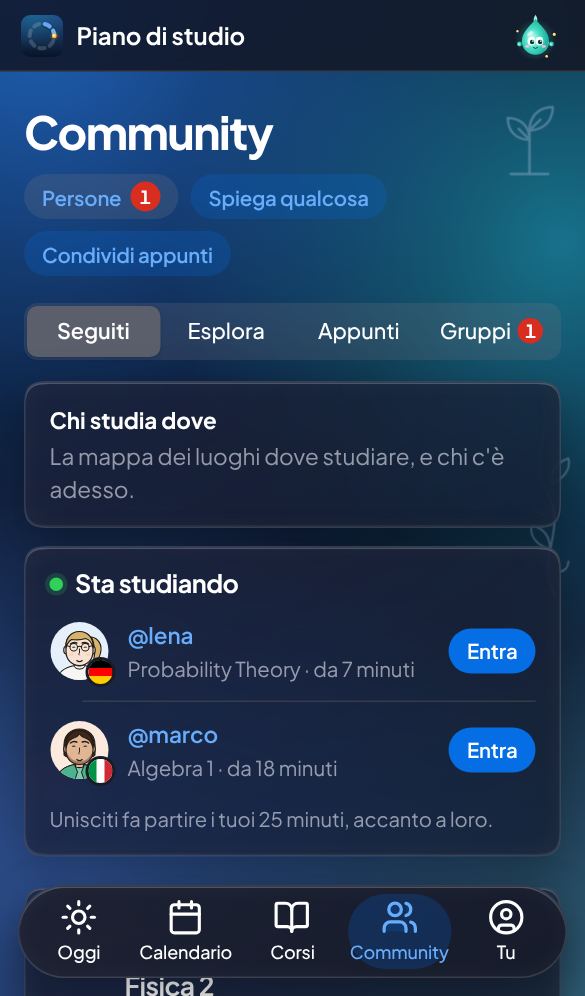 Piano di studio
Community
Persone 1
Spiega qualcosa
Condividi appunti
Seguiti
Esplora
Appunti
Gruppi 1
Chi studia dove
La mappa dei luoghi dove studiare, e chi c'è
adesso.
Sta studiando
@lena
Probability Theory · da 7 minuti
Entra
@marco
Algebra 1 · da 18 minuti
Entra
Unisciti fa partire i tuoi 25 minuti, accanto a loro.
Oggi
Calendario
Corsi
Community
Tu
Fisica 2